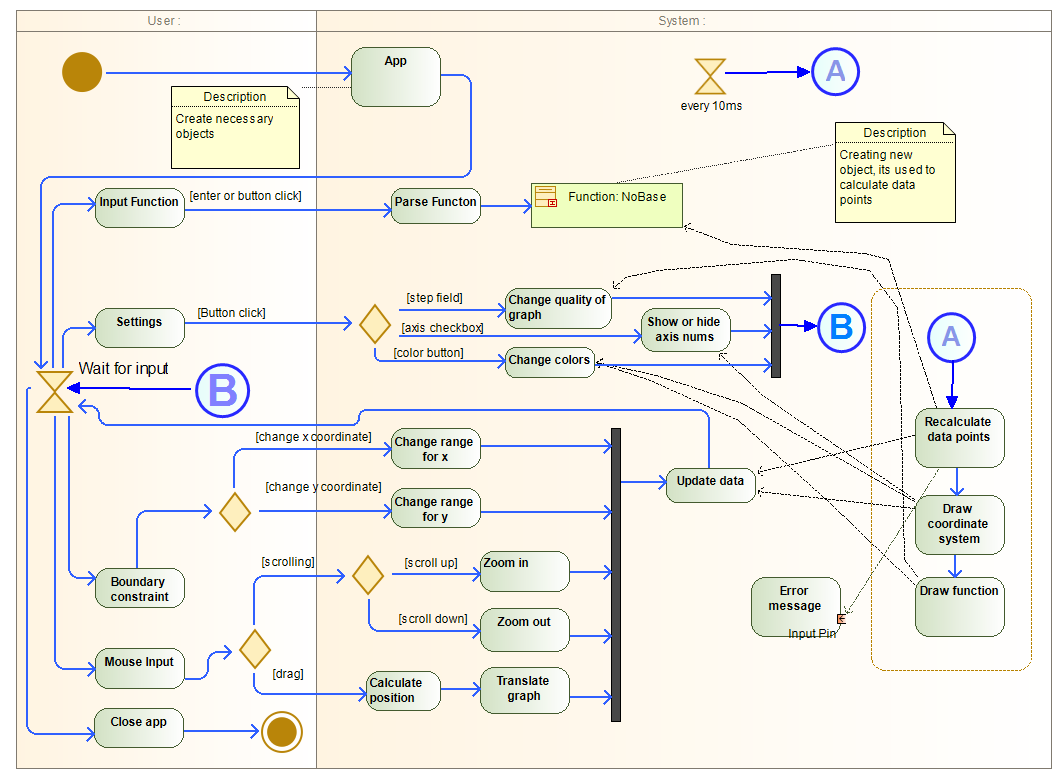 User :
System :
App
every 10ms
A
Description
Create necessary
objects
Description
Creating new
object, its used to
calculate data
points
Input Function
[enter or button click]
Parse Functon
Function: NoBase
Settings
[Button click]
[step field]
Change quality of
graph
[axis checkbox]
Show or hide
axis nums
[color button]
Change colors
B
A
Wait for input
B
[change x coordinate]
Change range
for x
[change y coordinate]
Change range
for y
Update data
Recalculate
data points
Draw
coordinate
system
Draw function
Boundary
constraint
[scrolling]
[scroll up]
Zoom in
[scroll down]
Zoom out
Error
message
Input Pin
Mouse Input
[drag]
Calculate
position
Translate
graph
Close app